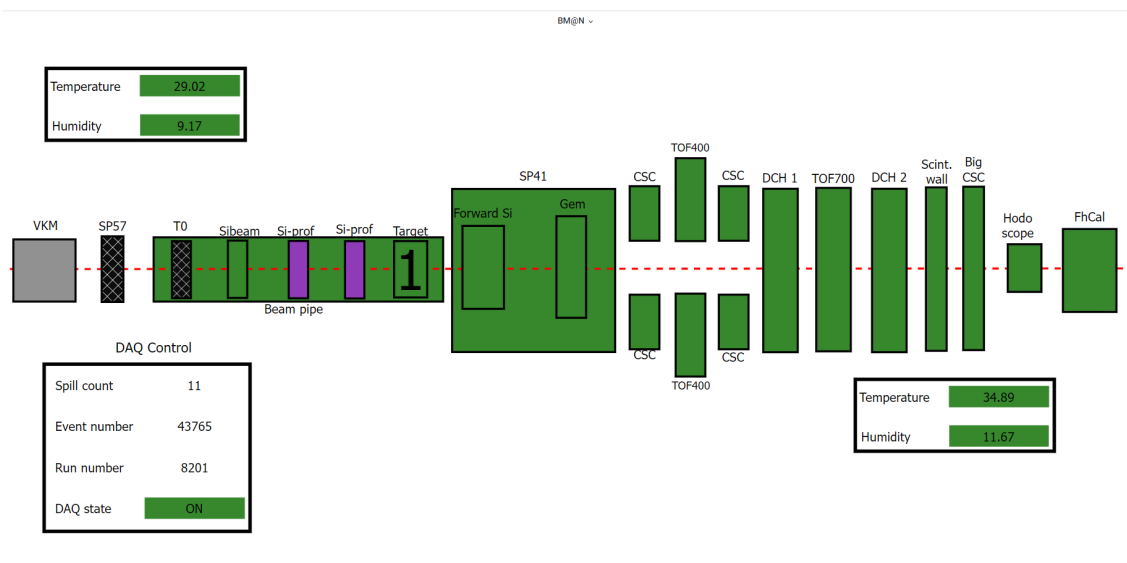 BM@N
Temperature 29.02
Humidity 9.17
TOF400
SP41
CSC
CSC
DCH 1
TOF700
DCH 2
Scint.
wall
Big
CSC
VKM
SP57
T0
Sibeam
Si-prof
Si-prof
Target
1
Forward Si
Gem
Hodo
scope
FhCal
Beam pipe
CSC
CSC
TOF400
DAQ Control
Spill count 11
Event number 43765
Run number 8201
DAQ state ON
Temperature 34.89
Humidity 11.67